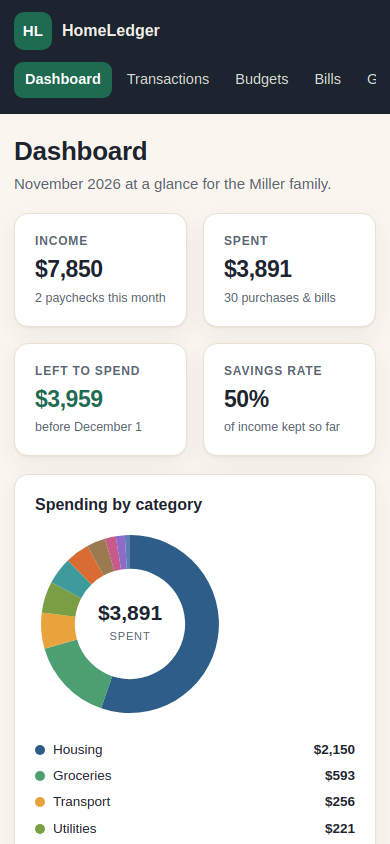 HL HomeLedger
Dashboard Transactions Budgets Bills G
Dashboard
November 2026 at a glance for the Miller family.
INCOME
$7,850
2 paychecks this month
SPENT
$3,891
30 purchases & bills
LEFT TO SPEND
$3,959
before December 1
SAVINGS RATE
50%
of income kept so far
Spending by category
$3,891
SPENT
Housing $2,150
Groceries $593
Transport $256
Utilities $221